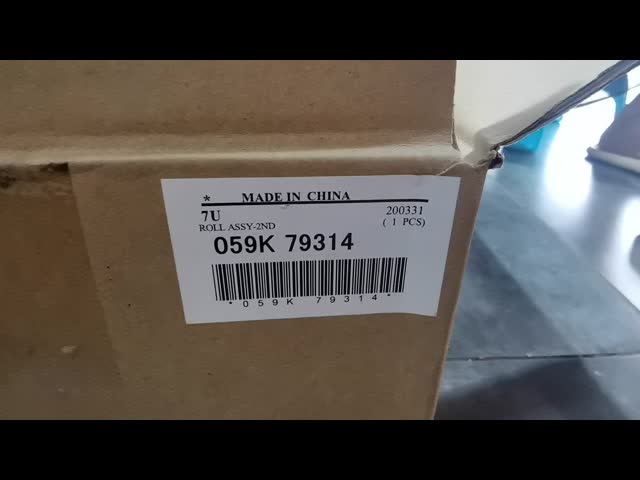 * MADE IN CHINA
7U 200331
ROLL ASSY-2ND ( 1 PCS)
059K 79314
*059K 79314*